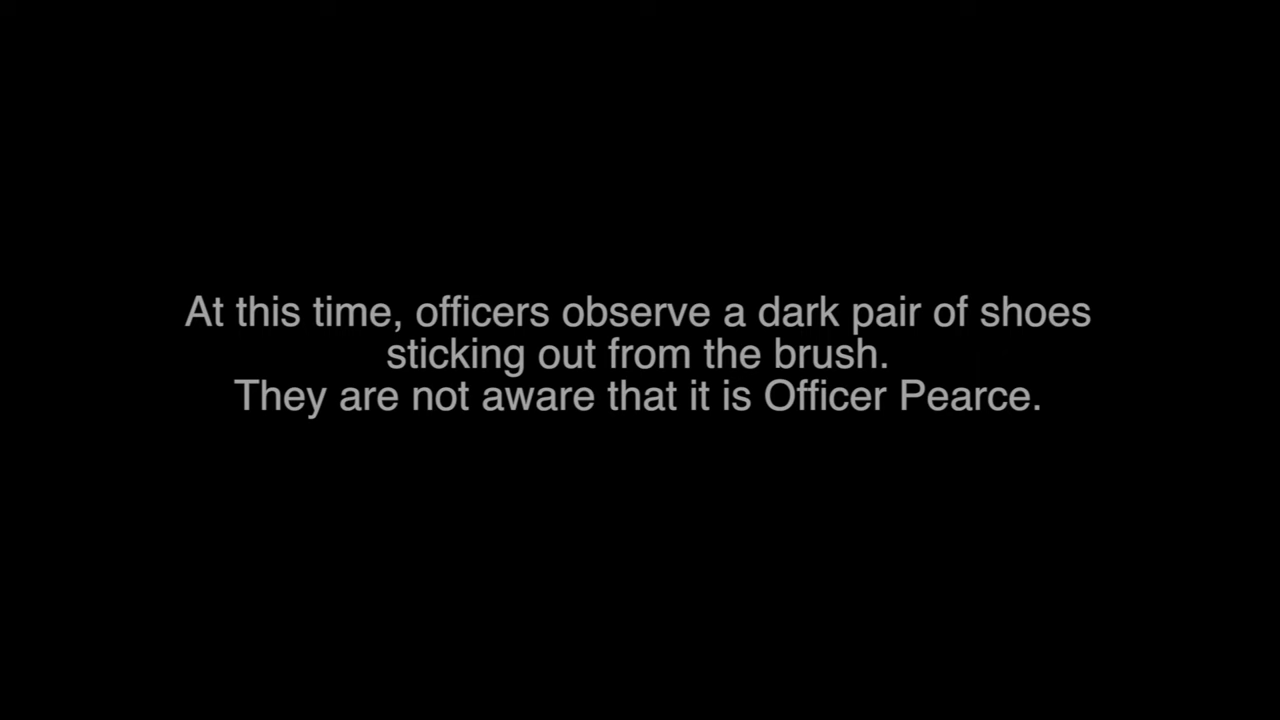 At this time, officers observe a dark pair of shoes
sticking out from the brush.
They are not aware that it is Officer Pearce.